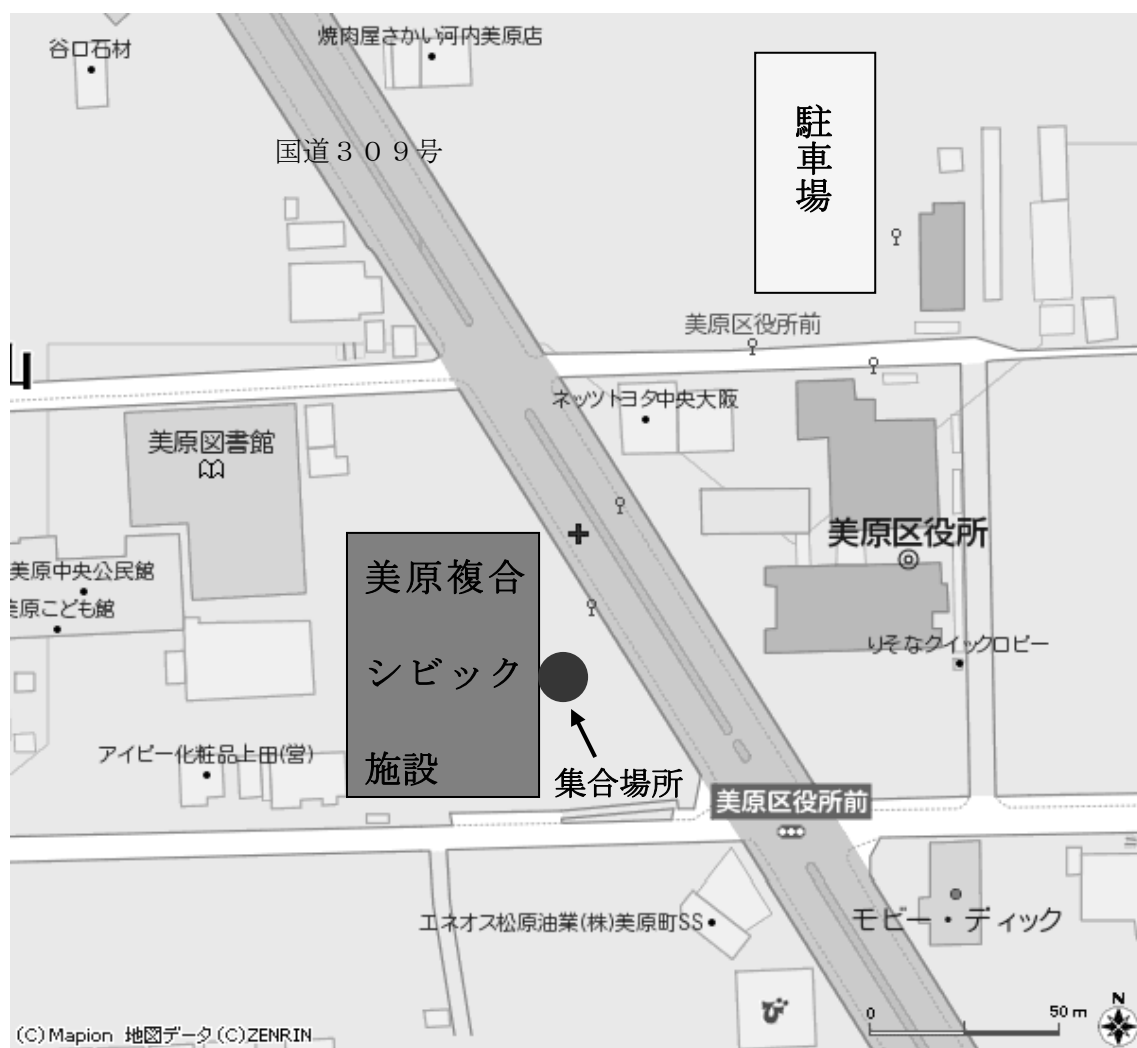 谷口石材
焼肉屋さかい河内美原店
国道３０９号
駐車場
美原区役所前
ネッツトヨタ中央大阪
美原図書館
美原区役所
美原複合
シビック
施設
美原中央公民館
美原こども館
りそなクイックロビー
アイピー化粧品上田(営)
集合場所
美原区役所前
エネオス松原油業(株)美原町SS
モビー・ディック
び
0 50 m
N
(C)Mapion 地図データ(C)ZENRIN